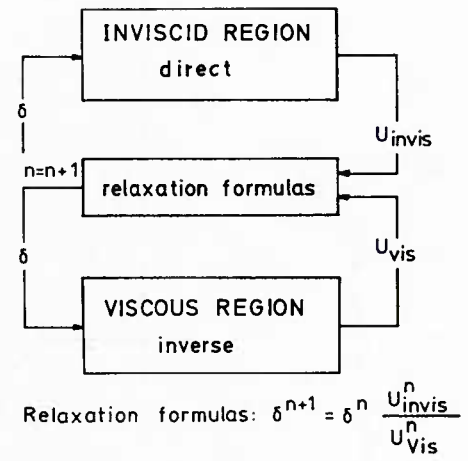 INVISCID REGION
direct
δ
U_invis
n=n+1
relaxation formulas
δ
U_vis
VISCOUS REGION
inverse
Relaxation formulas: δ^{n+1} = δ^n U^n_invis / U^n_Vis